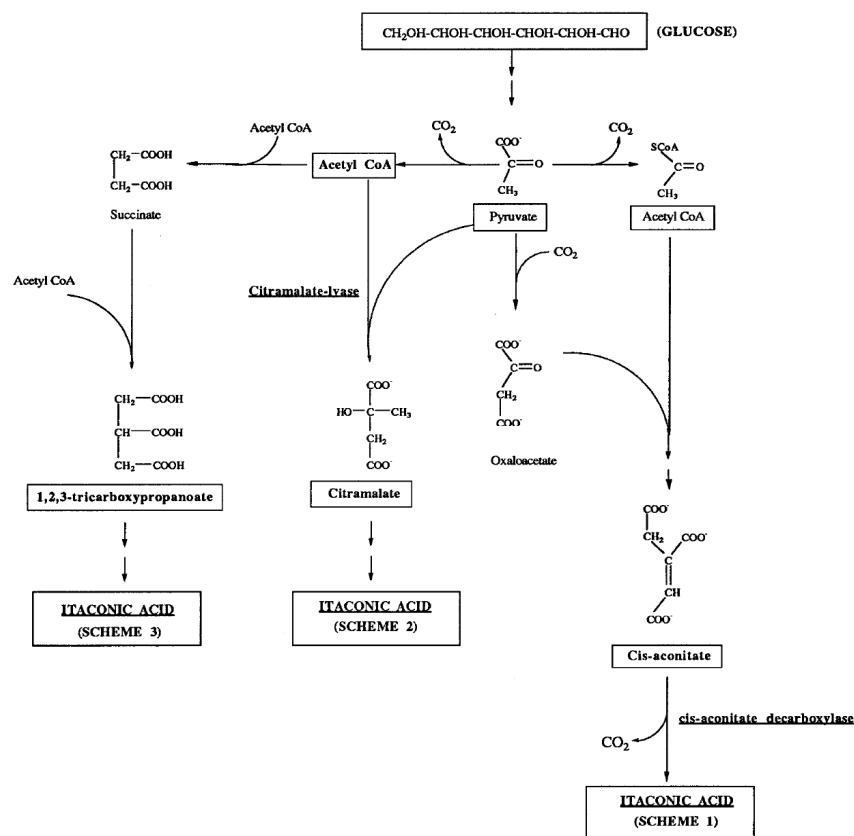 CH₂OH-CHOH-CHOH-CHOH-CHOH-CHO (GLUCOSE)
Acetyl CoA
CO₂
CO₂
CH₂—COOH
CH₂—COOH
Succinate
Acetyl CoA
COO⁻
C=O
CH₃
Pyruvate
SCoA
C=O
CH₃
Acetyl CoA
CO₂
Acetyl CoA
Citramalate-lyase
COO⁻
C=O
CH₂
COO⁻
Oxaloacetate
CH₂—COOH
CH—COOH
CH₂—COOH
1,2,3-tricarboxypropanoate
COO⁻
HO—C—CH₃
CH₂
COO⁻
Citramalate
COO⁻
CH₂
COO⁻
C
CH
COO⁻
Cis-aconitate
ITACONIC ACID
(SCHEME 3)
ITACONIC ACID
(SCHEME 2)
cis-aconitate decarboxylase
CO₂
ITACONIC ACID
(SCHEME 1)